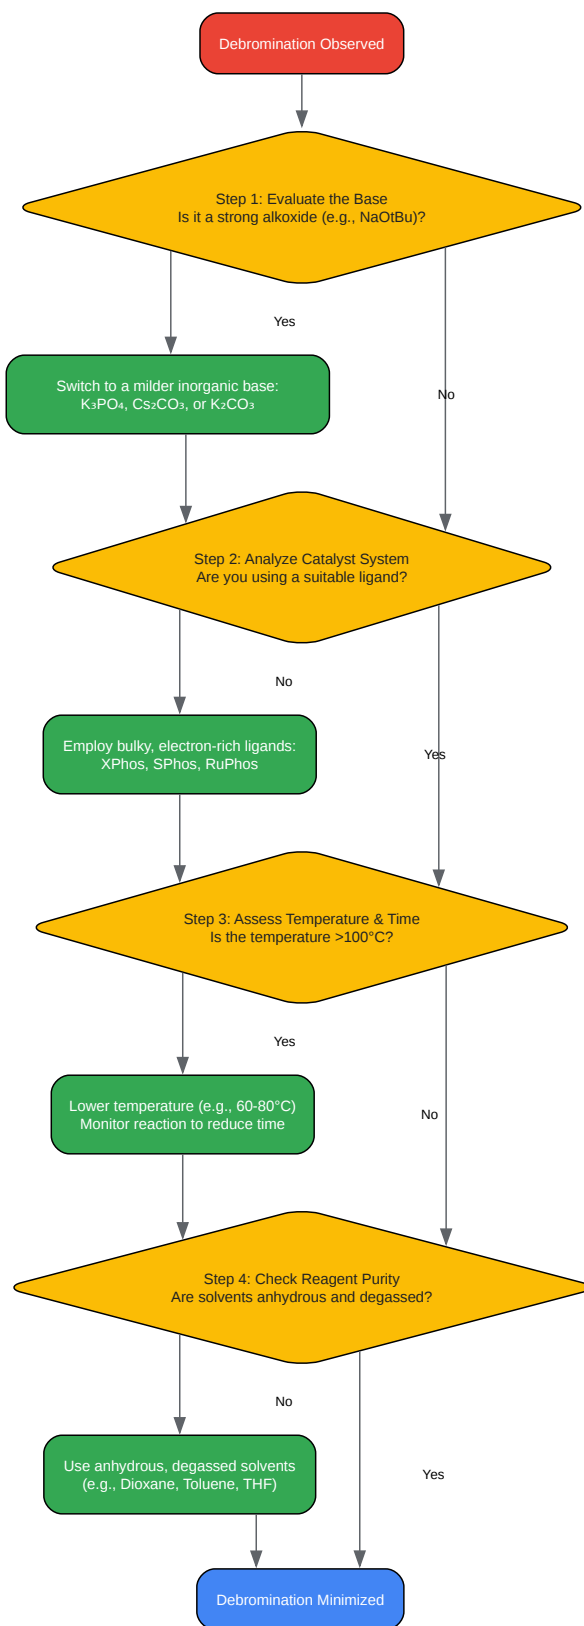 Debromination Observed
Step 1: Evaluate the Base
Is it a strong alkoxide (e.g., NaOtBu)?
Yes
Switch to a milder inorganic base:
K₃PO₄, Cs₂CO₃, or K₂CO₃
No
Step 2: Analyze Catalyst System
Are you using a suitable ligand?
No
Employ bulky, electron-rich ligands:
XPhos, SPhos, RuPhos
Yes
Step 3: Assess Temperature & Time
Is the temperature >100°C?
Yes
Lower temperature (e.g., 60-80°C)
Monitor reaction to reduce time
No
Step 4: Check Reagent Purity
Are solvents anhydrous and degassed?
No
Use anhydrous, degassed solvents
(e.g., Dioxane, Toluene, THF)
Yes
Debromination Minimized